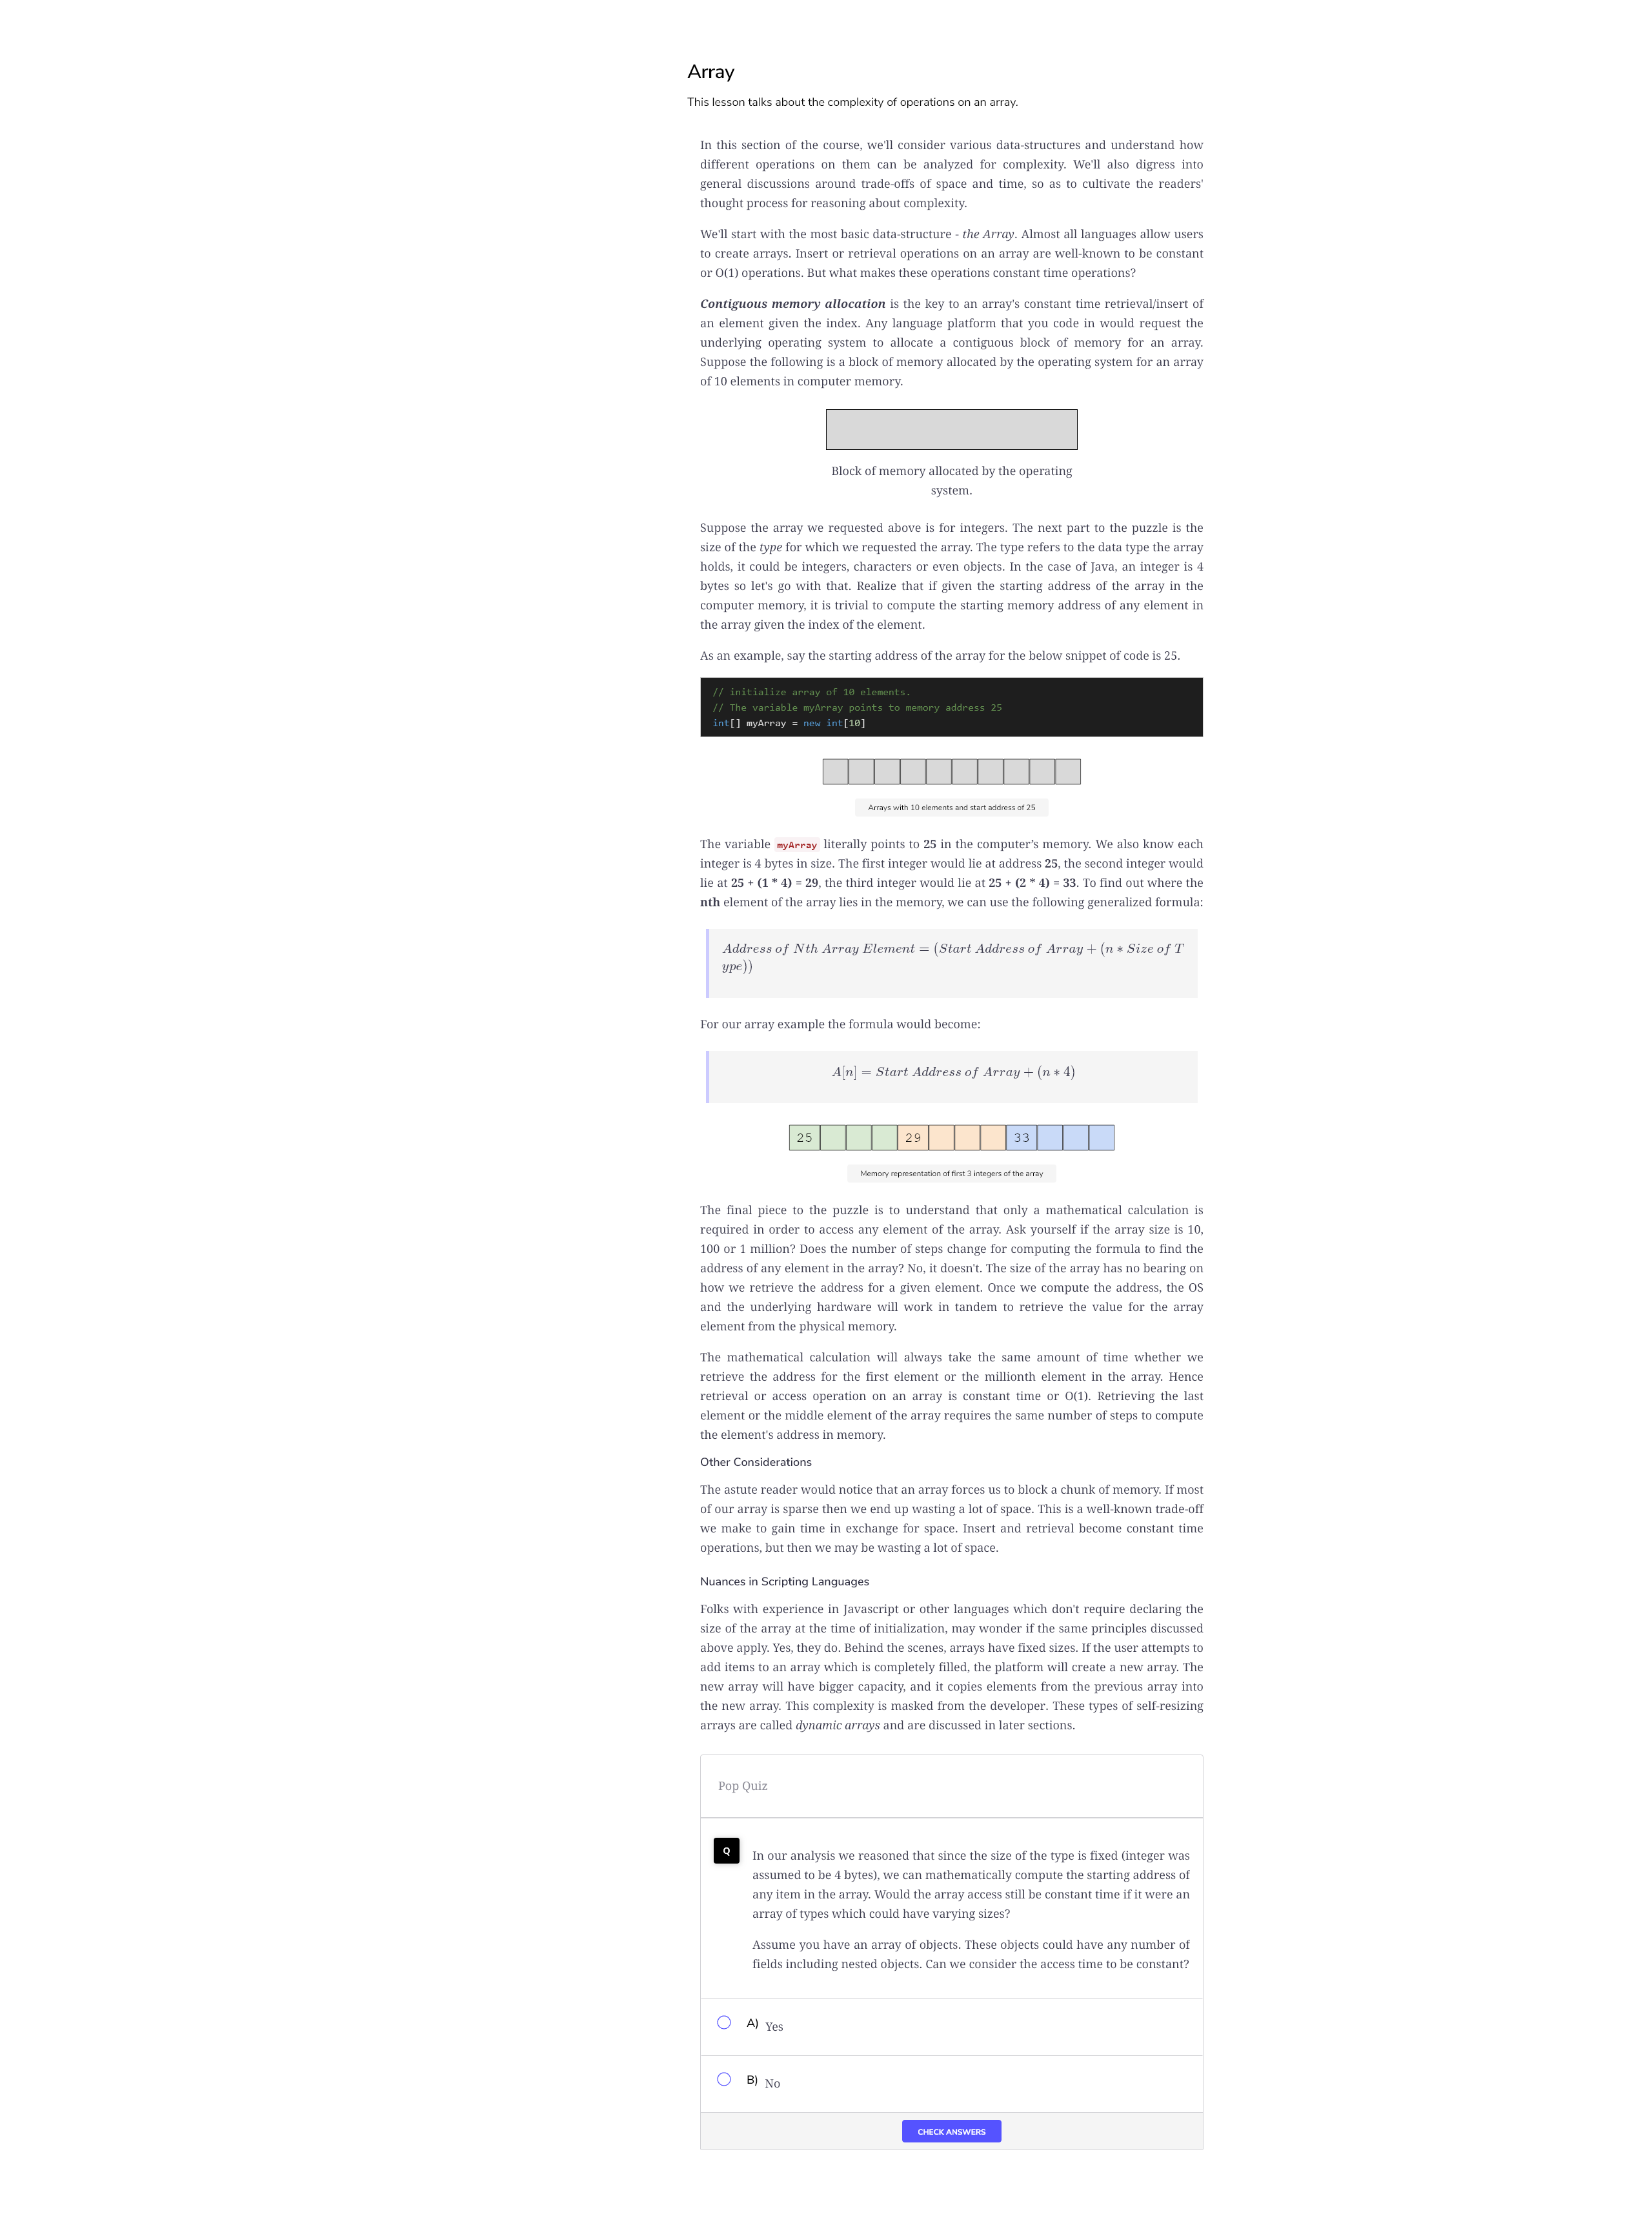 Array
This lesson talks about the complexity of operations on an array.
In this section of the course, we'll consider various data-structures and understand how
different operations on them can be analyzed for complexity. We'll also digress into
general discussions around trade-offs of space and time, so as to cultivate the readers'
thought process for reasoning about complexity.
We'll start with the most basic data-structure - the Array. Almost all languages allow users
to create arrays. Insert or retrieval operations on an array are well-known to be constant
or O(1) operations. But what makes these operations constant time operations?
Contiguous memory allocation is the key to an array's constant time retrieval/insert of
an element given the index. Any language platform that you code in would request the
underlying operating system to allocate a contiguous block of memory for an array.
Suppose the following is a block of memory allocated by the operating system for an array
of 10 elements in computer memory.
Block of memory allocated by the operating
system.
Suppose the array we requested above is for integers. The next part to the puzzle is the
size of the type for which we requested the array. The type refers to the data type the array
holds, it could be integers, characters or even objects. In the case of Java, an integer is 4
bytes so let's go with that. Realize that if given the starting address of the array in the
computer memory, it is trivial to compute the starting memory address of any element in
the array given the index of the element.
As an example, say the starting address of the array for the below snippet of code is 25.
// initialize array of 10 elements.
// The variable myArray points to memory address 25
int[] myArray = new int[10]
Arrays with 10 elements and start address of 25
The variable myArray literally points to 25 in the computer’s memory. We also know each
integer is 4 bytes in size. The first integer would lie at address 25, the second integer would
lie at 25 + (1 * 4) = 29, the third integer would lie at 25 + (2 * 4) = 33. To find out where the
nth element of the array lies in the memory, we can use the following generalized formula:
Address of Nth Array Element = (Start Address of Array + (n ∗ Size of T
ype))
For our array example the formula would become:
A[n] = Start Address of Array + (n ∗ 4)
25 29 33
Memory representation of first 3 integers of the array
The final piece to the puzzle is to understand that only a mathematical calculation is
required in order to access any element of the array. Ask yourself if the array size is 10,
100 or 1 million? Does the number of steps change for computing the formula to find the
address of any element in the array? No, it doesn't. The size of the array has no bearing on
how we retrieve the address for a given element. Once we compute the address, the OS
and the underlying hardware will work in tandem to retrieve the value for the array
element from the physical memory.
The mathematical calculation will always take the same amount of time whether we
retrieve the address for the first element or the millionth element in the array. Hence
retrieval or access operation on an array is constant time or O(1). Retrieving the last
element or the middle element of the array requires the same number of steps to compute
the element's address in memory.
Other Considerations
The astute reader would notice that an array forces us to block a chunk of memory. If most
of our array is sparse then we end up wasting a lot of space. This is a well-known trade-off
we make to gain time in exchange for space. Insert and retrieval become constant time
operations, but then we may be wasting a lot of space.
Nuances in Scripting Languages
Folks with experience in Javascript or other languages which don't require declaring the
size of the array at the time of initialization, may wonder if the same principles discussed
above apply. Yes, they do. Behind the scenes, arrays have fixed sizes. If the user attempts to
add items to an array which is completely filled, the platform will create a new array. The
new array will have bigger capacity, and it copies elements from the previous array into
the new array. This complexity is masked from the developer. These types of self-resizing
arrays are called dynamic arrays and are discussed in later sections.
Pop Quiz
Q
In our analysis we reasoned that since the size of the type is fixed (integer was
assumed to be 4 bytes), we can mathematically compute the starting address of
any item in the array. Would the array access still be constant time if it were an
array of types which could have varying sizes?
Assume you have an array of objects. These objects could have any number of
fields including nested objects. Can we consider the access time to be constant?
A) Yes
B) No
CHECK ANSWERS